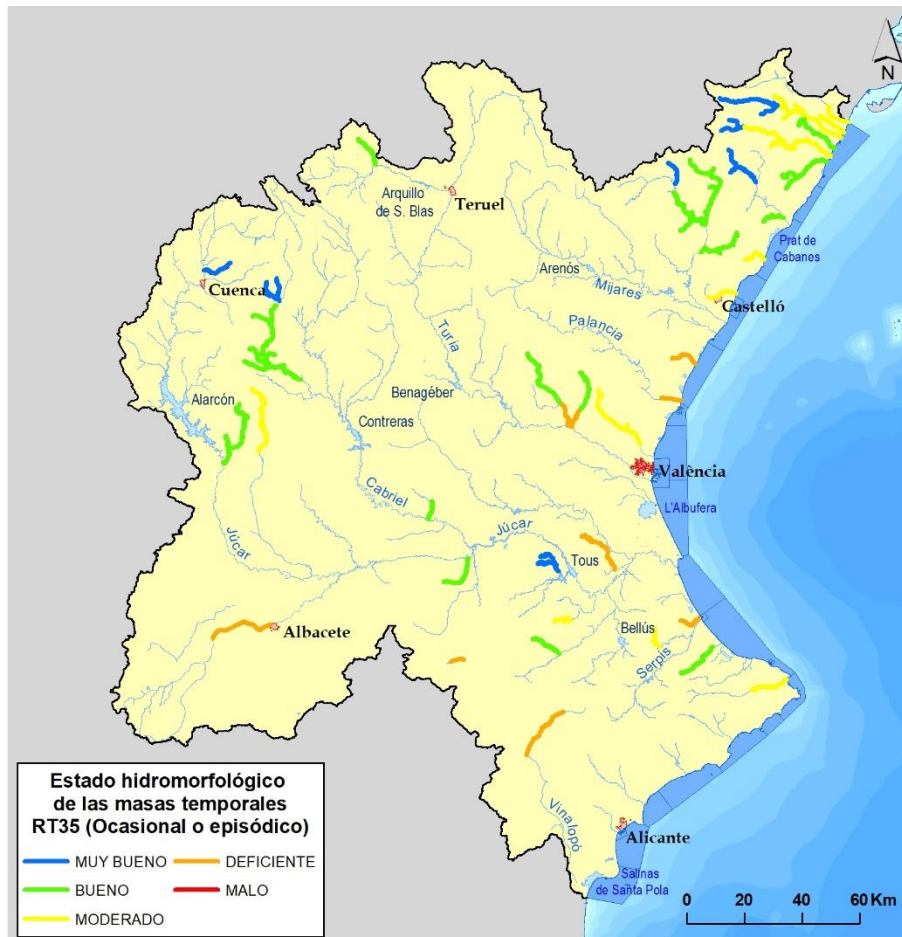 N
Arquillo
de S. Blas
Teruel
Prat de
Cabanes
Arenós
Mijares
Cuenca
Castelló
Palancia
Turia
Benagéber
Alarcón
Contreras
València
L'Albufera
Cabriel
Júcar
Júcar
Tous
Albacete
Bellús
Serpis
Vinalopó
Alicante
Salinas
de Santa Pola
Estado hidromorfológico
de las masas temporales
RT35 (Ocasional o episódico)
MUY BUENO
DEFICIENTE
BUENO
MALO
MODERADO
0 20 40 60 Km